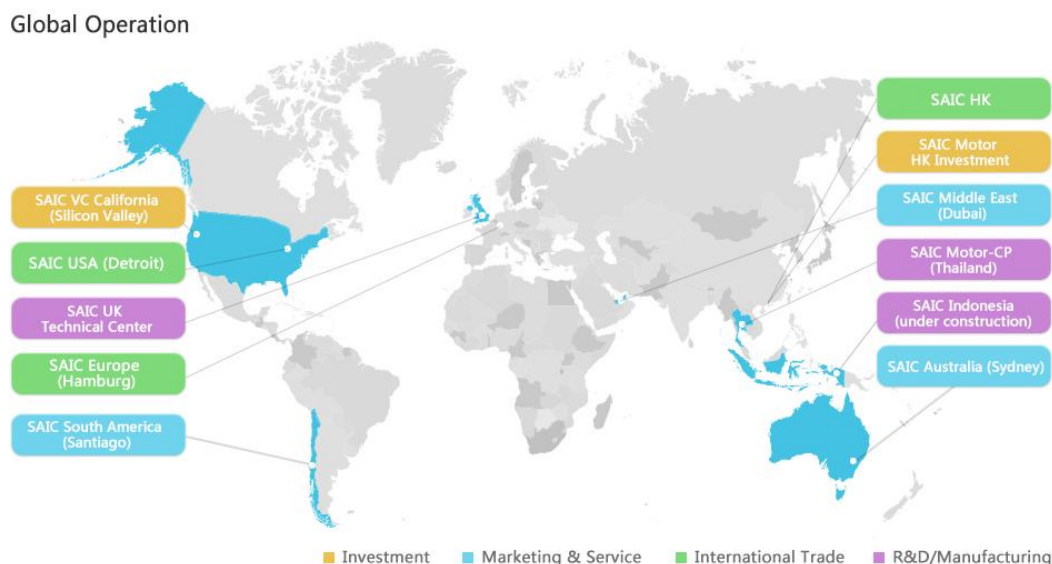 Global Operation
SAIC VC California
(Silicon Valley)
SAIC USA (Detroit)
SAIC UK
Technical Center
SAIC Europe
(Hamburg)
SAIC South America
(Santiago)
SAIC HK
SAIC Motor
HK Investment
SAIC Middle East
(Dubai)
SAIC Motor-CP
(Thailand)
SAIC Indonesia
(under construction)
SAIC Australia (Sydney)
Investment
Marketing & Service
International Trade
R&D/Manufacturing